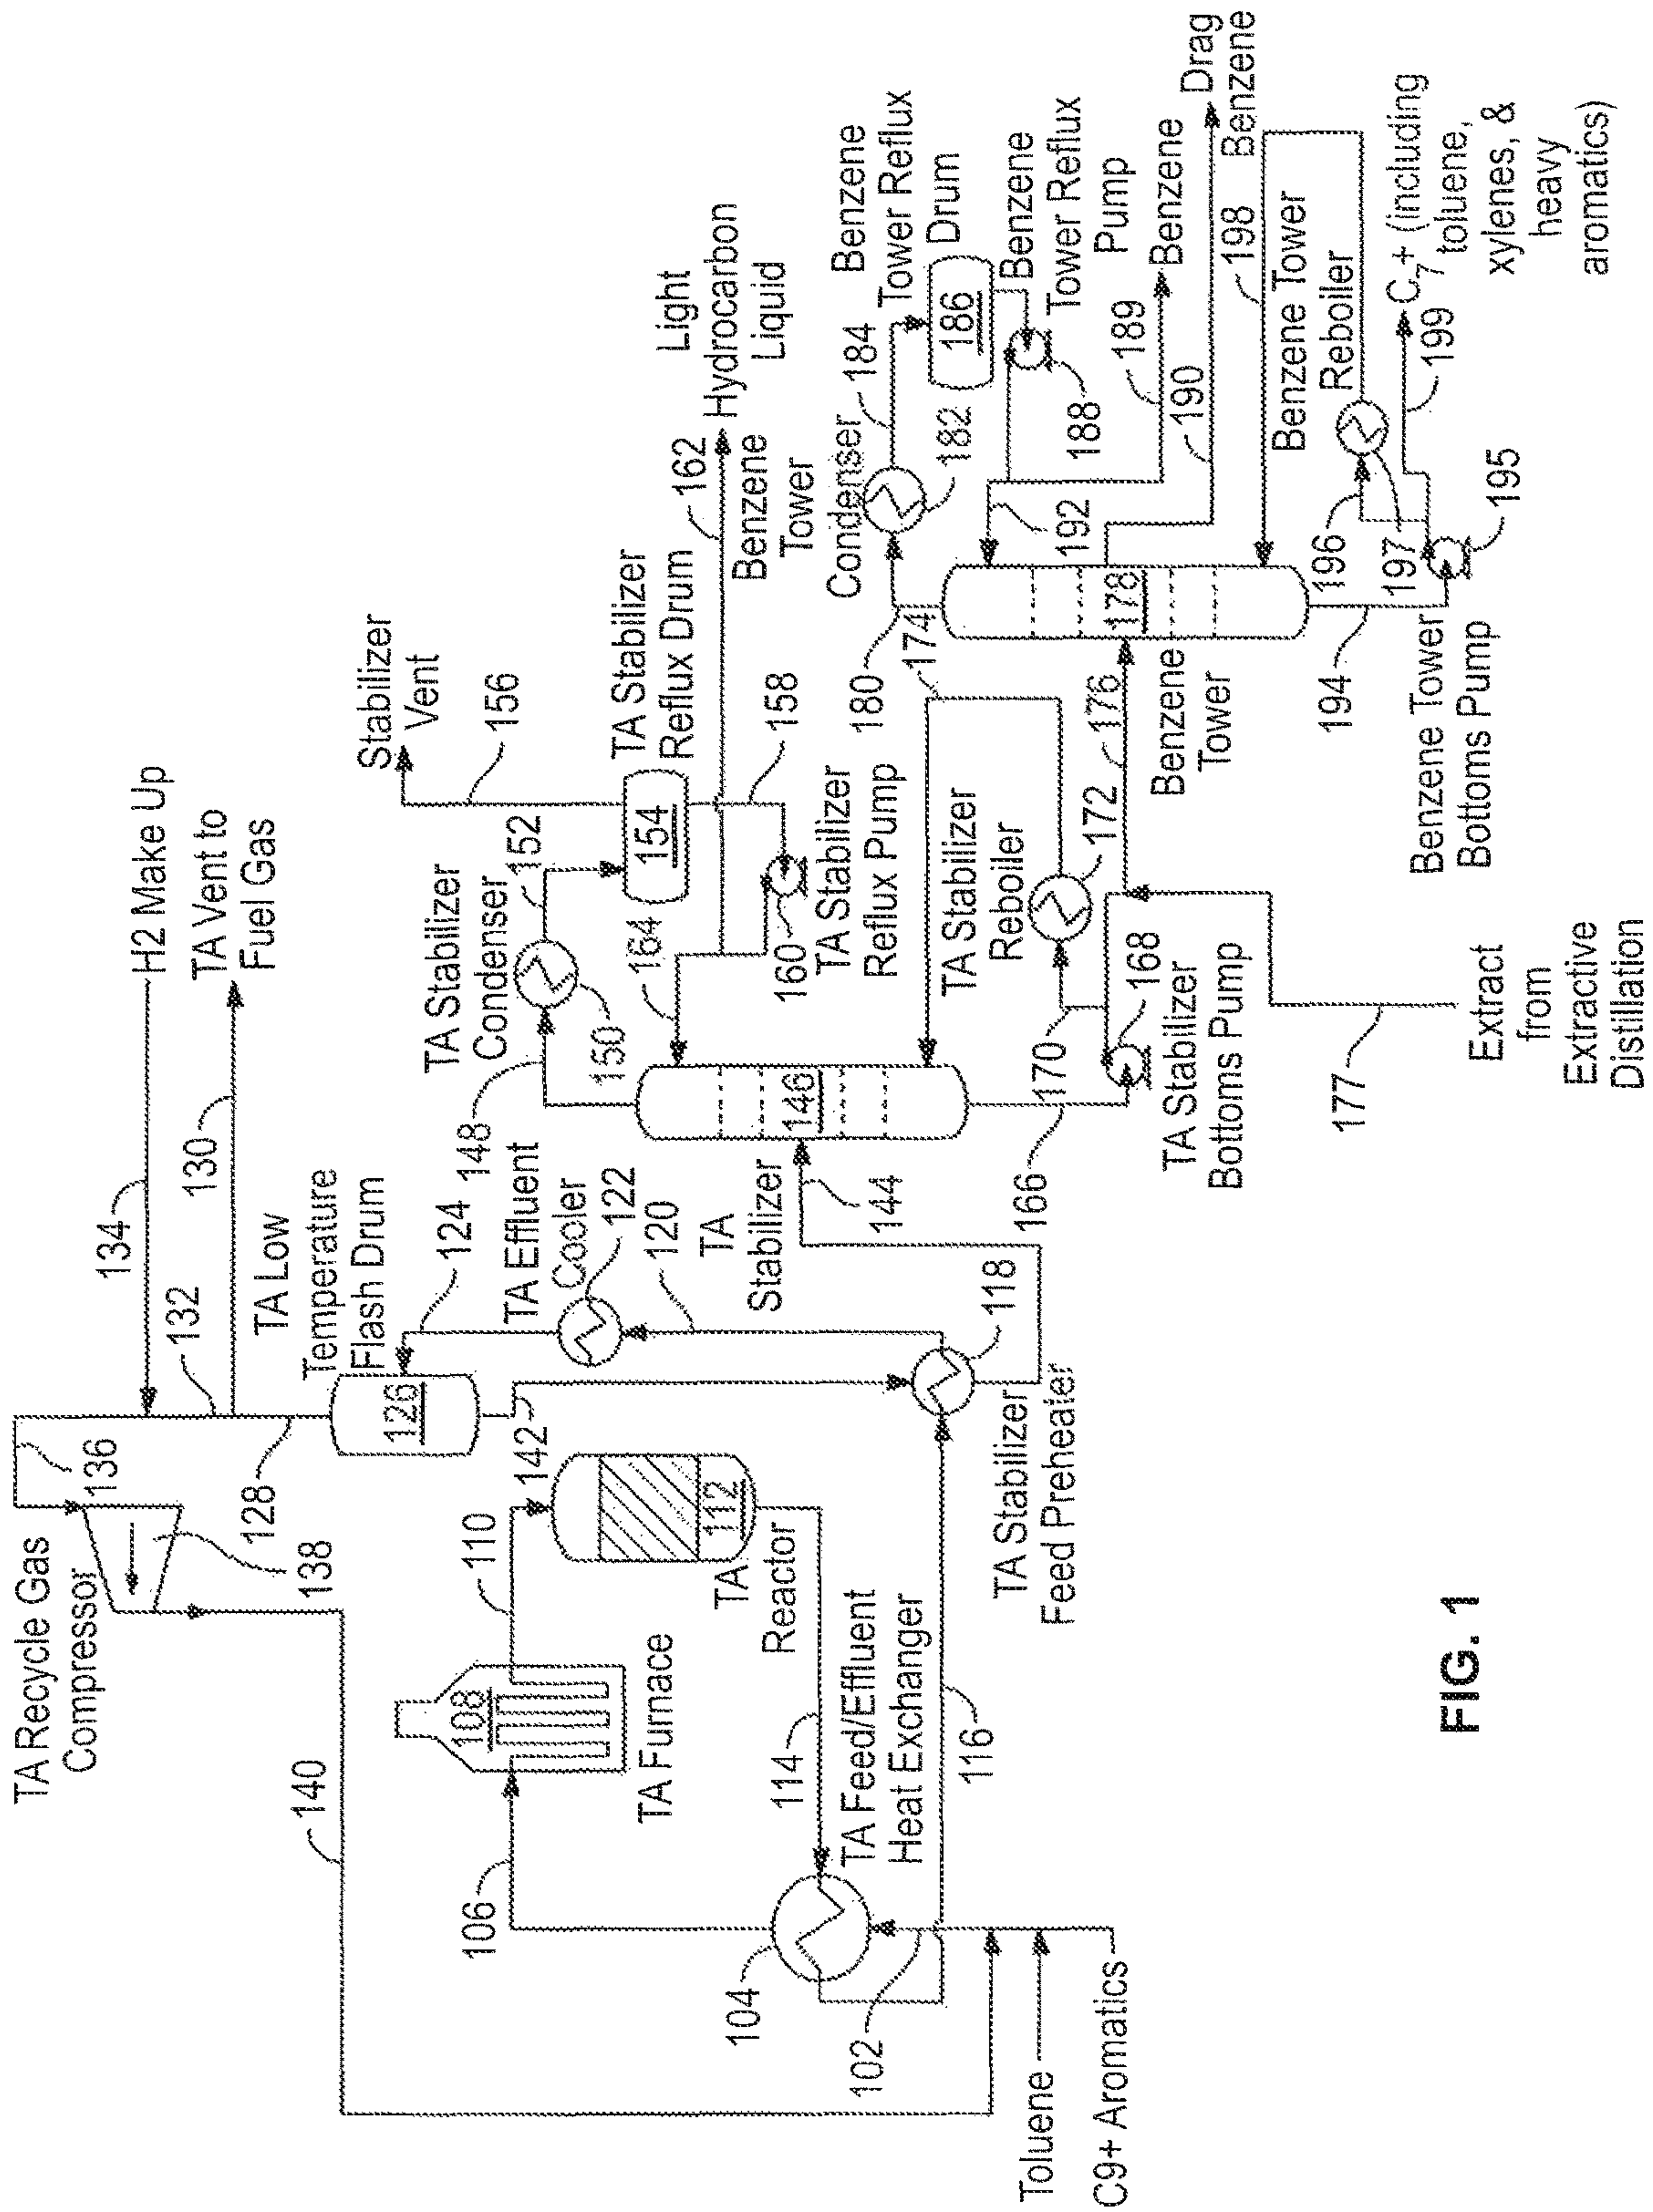 TA Recycle Gas
Compressor
136
138
128
132
134
H2 Make Up
130
TA Vent to
Fuel Gas
TA Low
Temperature
Flash Drum
126
124
TA Effluent
Cooler
122
120
140
106
108
TA Furnace
110
112
TA
Reactor
142
114
104
TA Feed/Effluent
Heat Exchanger
102
116
TA Stabilizer
Feed Preheater
118
Toluene
C9+ Aromatics
TA
Stabilizer
144
146
148
TA Stabilizer
Condenser
150
152
Stabilizer
Vent
156
TA Stabilizer
Reflux Drum
154
158
160
TA Stabilizer
Reflux Pump
162
164
Light
Hydrocarbon
Liquid
166
168
TA Stabilizer
Bottoms Pump
170
TA Stabilizer
Reboiler
172
174
176
177
Extract
from
Extractive
Distillation
Benzene
Tower
178
180
Benzene
Tower
Condenser
182
184
Benzene
Tower Reflux
Drum
186
Benzene
Tower Reflux
Pump
188
189
Benzene
190
Drag
Benzene
192
194
Benzene Tower
Bottoms Pump
195
196
197
Benzene Tower
Reboiler
198
199
C7+ (including
toluene,
xylenes, &
heavy
aromatics)
FIG. 1